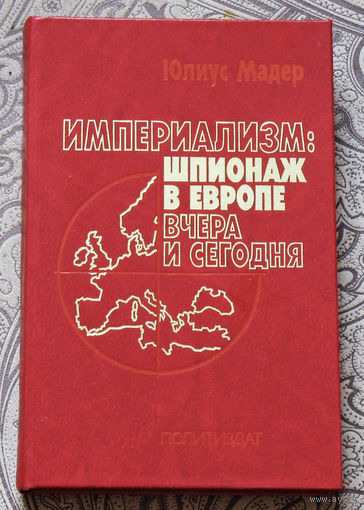 Юлиус Мадер
ИМПЕРИАЛИЗМ:
ШПИОНАЖ
В ЕВРОПЕ
ВЧЕРА
И СЕГОДНЯ
ПОЛИТИЗДАТ